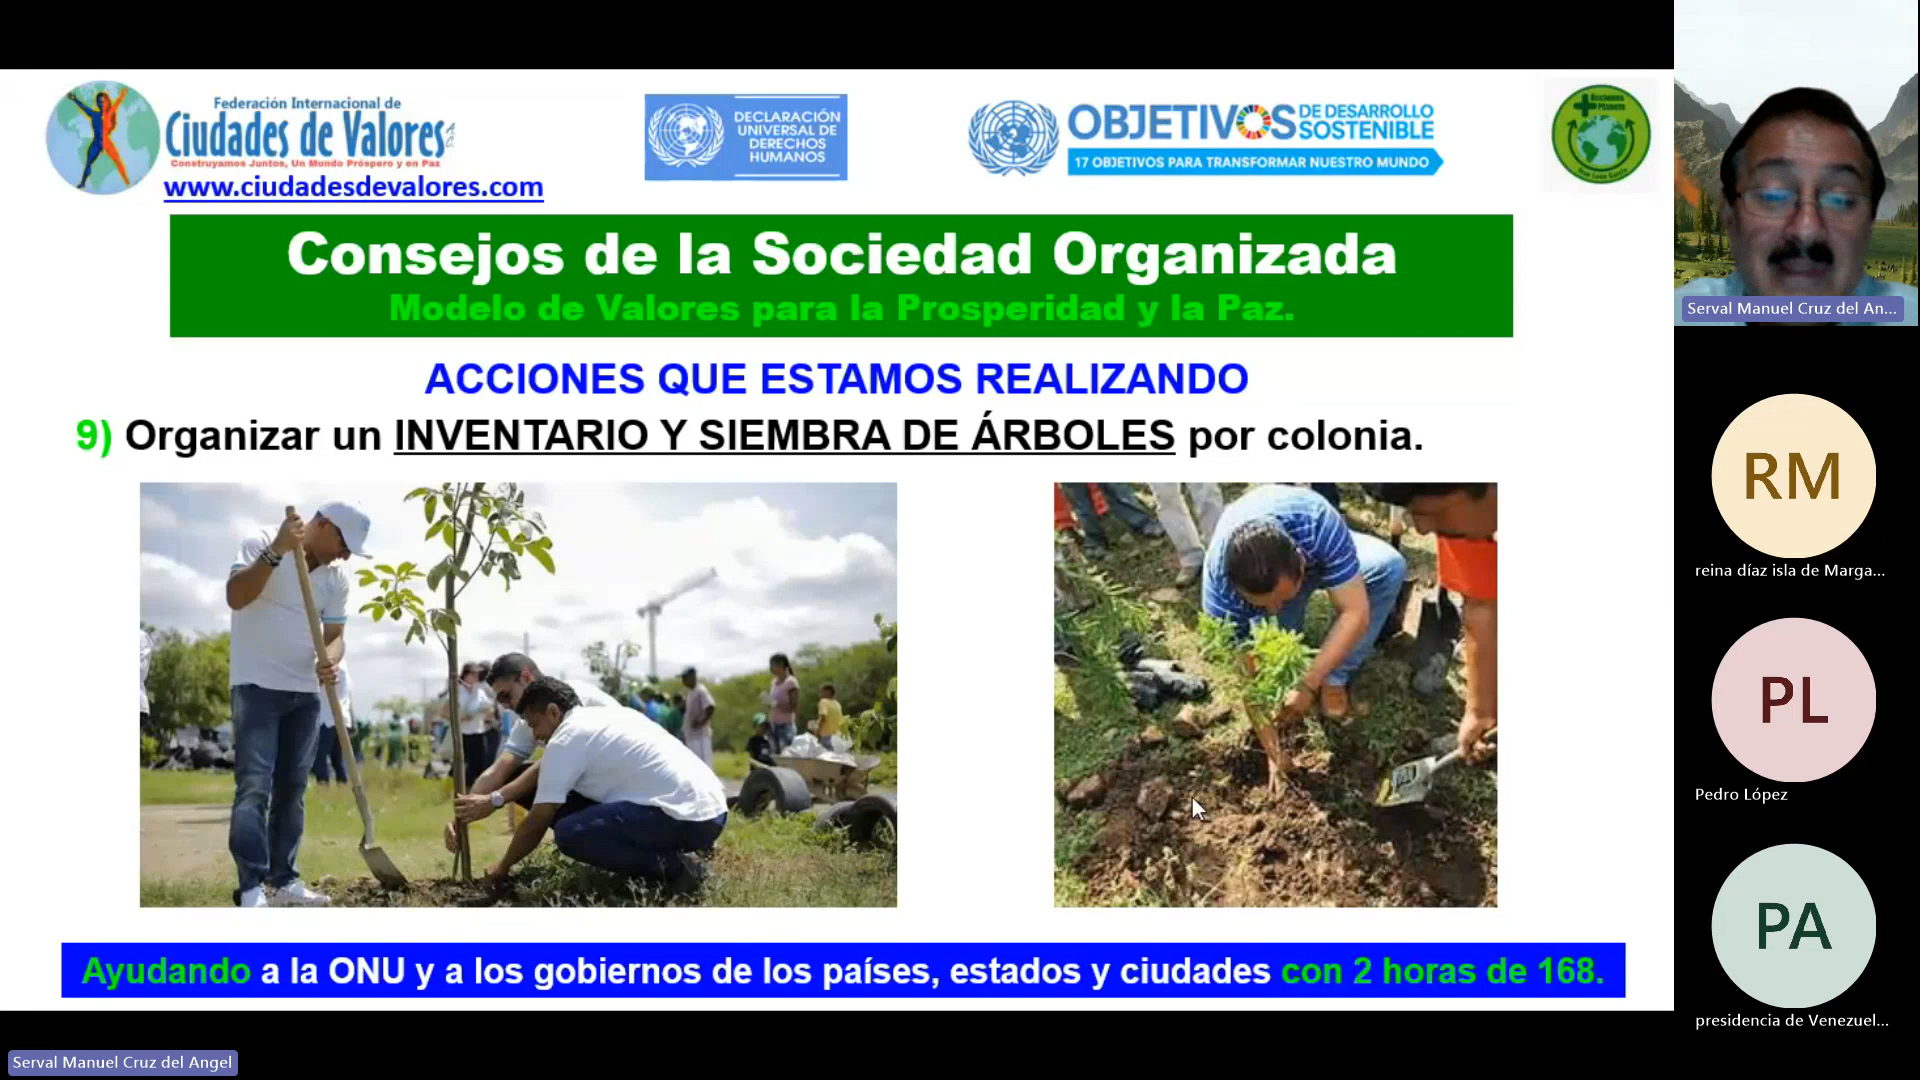 Federación Internacional de
Ciudades de Valores
Construyamos Juntos, Un Mundo Próspero y en Paz
www.ciudadesdevalores.com
DECLARACIÓN
UNIVERSAL DE
DERECHOS
HUMANOS
OBJETIVOS DE DESARROLLO
SOSTENIBLE
17 OBJETIVOS PARA TRANSFORMAR NUESTRO MUNDO
Acciones
Planeta
Consejos de la Sociedad Organizada
Modelo de Valores para la Prosperidad y la Paz.
ACCIONES QUE ESTAMOS REALIZANDO
9) Organizar un INVENTARIO Y SIEMBRA DE ÁRBOLES por colonia.
Ayudando a la ONU y a los gobiernos de los países, estados y ciudades con 2 horas de 168.
Serval Manuel Cruz del Angel
Serval Manuel Cruz del An...
RM
reina díaz isla de Marga...
PL
Pedro López
PA
presidencia de Venezuel...